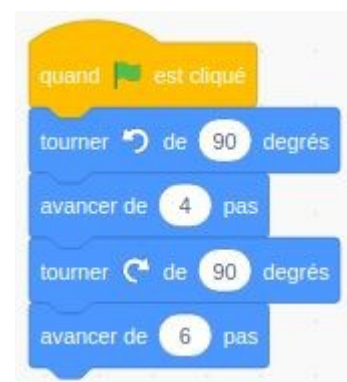 quand est cliqué
tourner de 90 degrés
avancer de 4 pas
tourner de 90 degrés
avancer de 6 pas